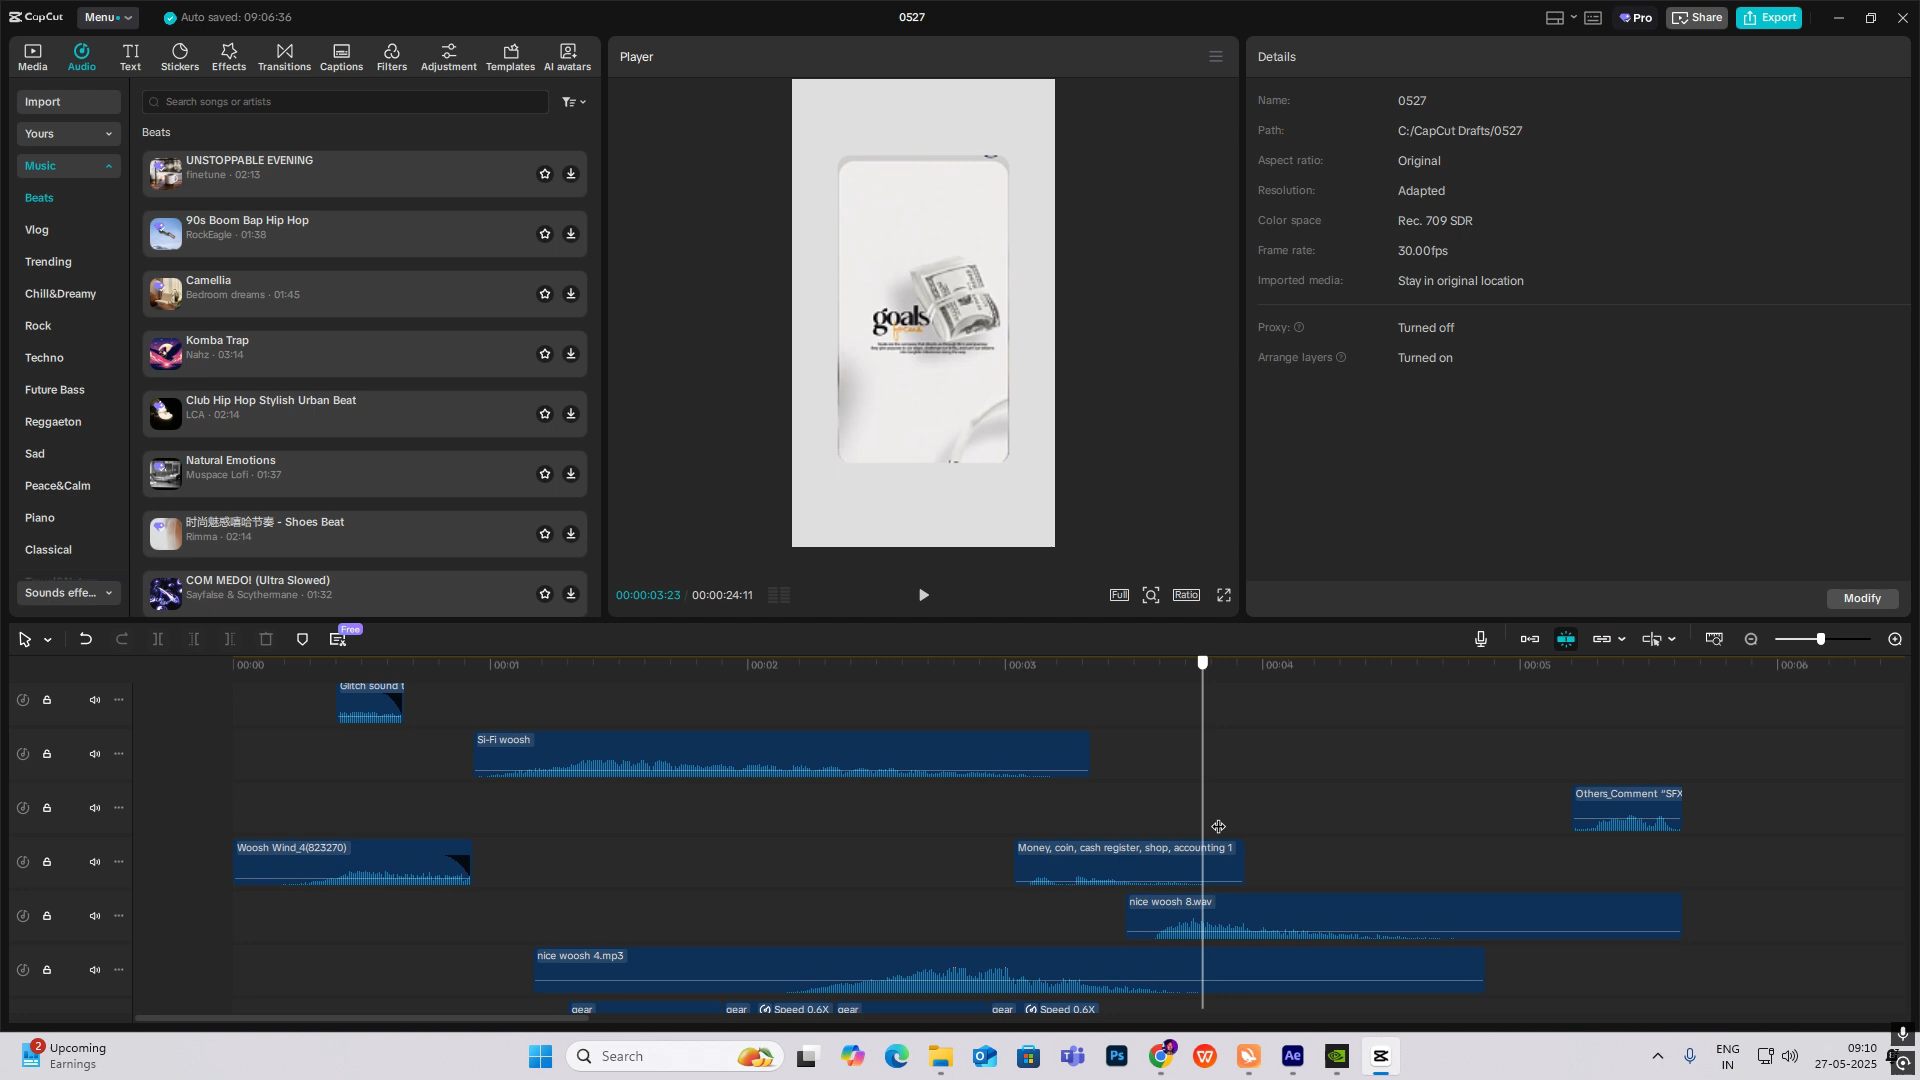 CapCut
Menu
Auto saved: 09:06:36
0527
Pro
Share
Export
Media
Audio
Text
Stickers
Effects
Transitions
Captions
Filters
Adjustment
Templates
AI avatars
Import
Yours
Music
Beats
Vlog
Trending
Chill&Dreamy
Rock
Techno
Future Bass
Reggaeton
Sad
Peace&Calm
Piano
Classical
Sounds effe...
Search songs or artists
Beats
UNSTOPPABLE EVENING
finetune · 02:13
90s Boom Bap Hip Hop
RockEagle · 01:38
Camellia
Bedroom dreams · 01:45
Komba Trap
Nahz · 03:14
Club Hip Hop Stylish Urban Beat
LCA · 02:14
Natural Emotions
Muspace Lofi · 01:37
时尚魅感嘻哈节奏 - Shoes Beat
Rimma · 02:14
COM MEDO! (Ultra Slowed)
Sayfalse & Scythermane · 01:32
Player
goals
00:00:03:23 / 00:00:24:11
Full
Ratio
Details
Name: 0527
Path: C:/CapCut Drafts/0527
Aspect ratio: Original
Resolution: Adapted
Color space Rec. 709 SDR
Frame rate: 30.00fps
Imported media: Stay in original location
Proxy: Turned off
Arrange layers Turned on
Modify
Free
00:00
00:01
00:02
00:03
00:04
00:05
00:06
Glitch sound t
Si-Fi woosh
Others_Comment "SFX
Woosh Wind_4(823270)
Money, coin, cash register, shop, accounting 1
nice woosh 8.wav
nice woosh 4.mp3
gear
gear
Speed 0.6X
gear
gear
Speed 0.6X
2
Upcoming
Earnings
Search
Ps
Ae
ENG
IN
09:10
27-05-2025